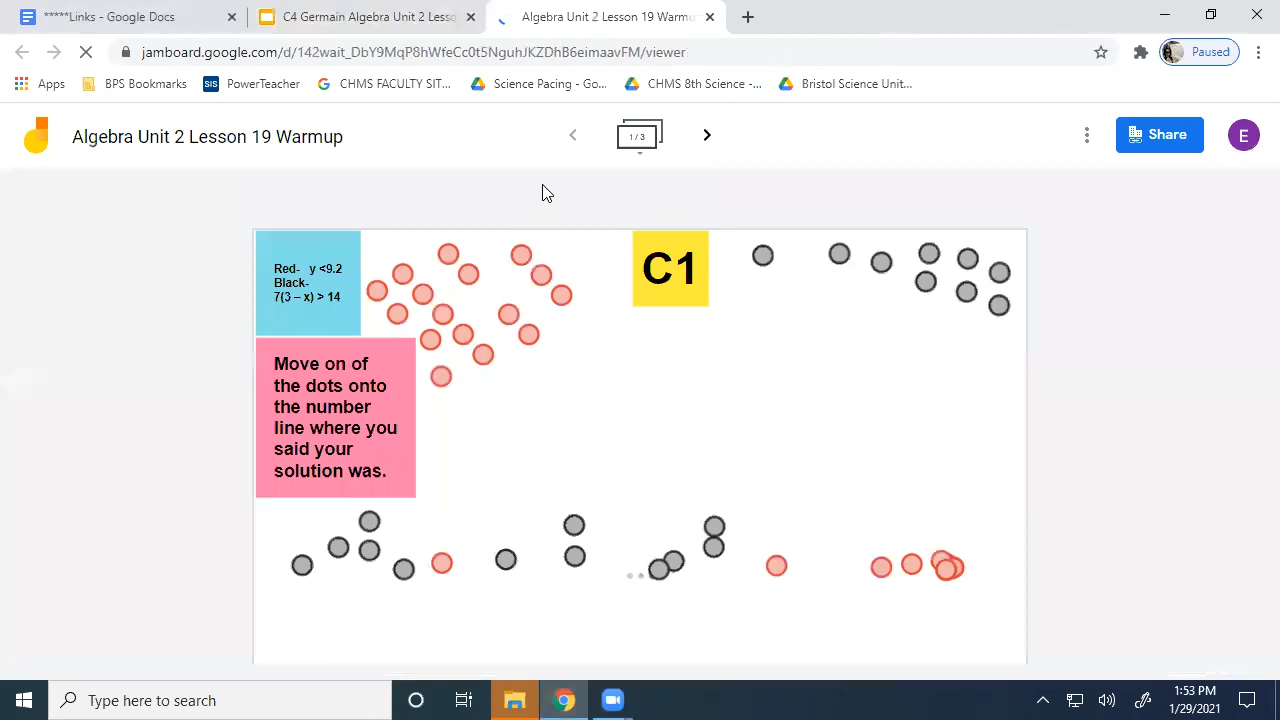 *****Links - Google Docs
C4 Germain Algebra Unit 2 Lesso
Algebra Unit 2 Lesson 19 Warmu
jamboard.google.com/d/142wait_DbY9MqP8hWfeCc0t5NguhJKZDhB6eimaavFM/viewer
Paused
Apps
BPS Bookmarks
SIS PowerTeacher
CHMS FACULTY SIT...
Science Pacing - Go...
CHMS 8th Science -...
Bristol Science Unit...
Algebra Unit 2 Lesson 19 Warmup
1 / 3
Share
E
Red- y <9.2
Black-
7(3 – x) > 14
C1
Move on of
the dots onto
the number
line where you
said your
solution was.
Type here to search
1:53 PM
1/29/2021